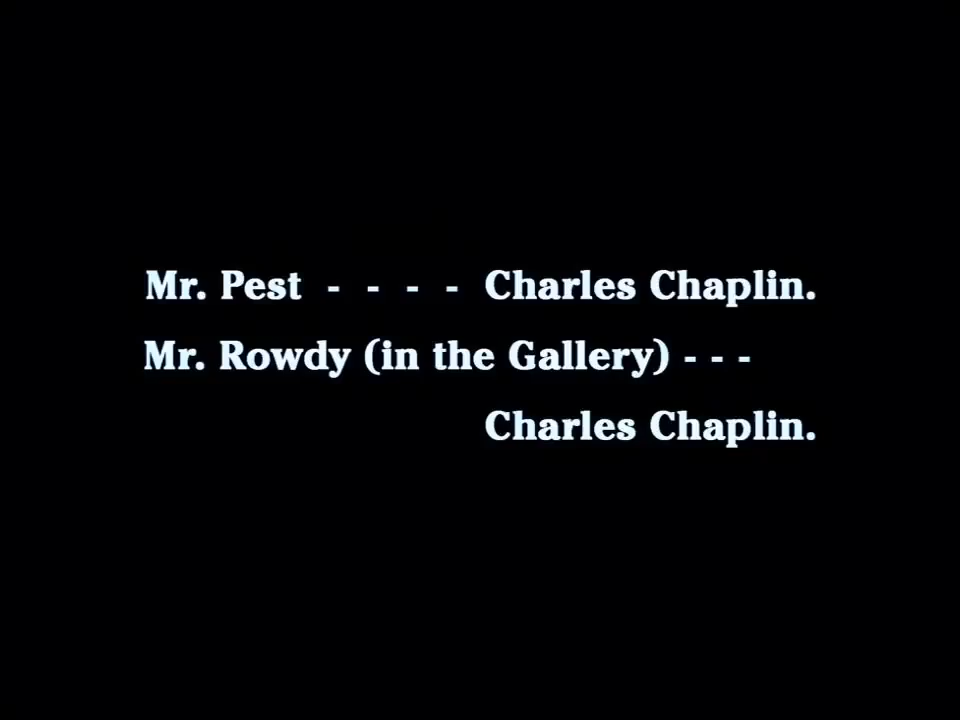 Mr. Pest - - - - Charles Chaplin.
Mr. Rowdy (in the Gallery) - - -
Charles Chaplin.